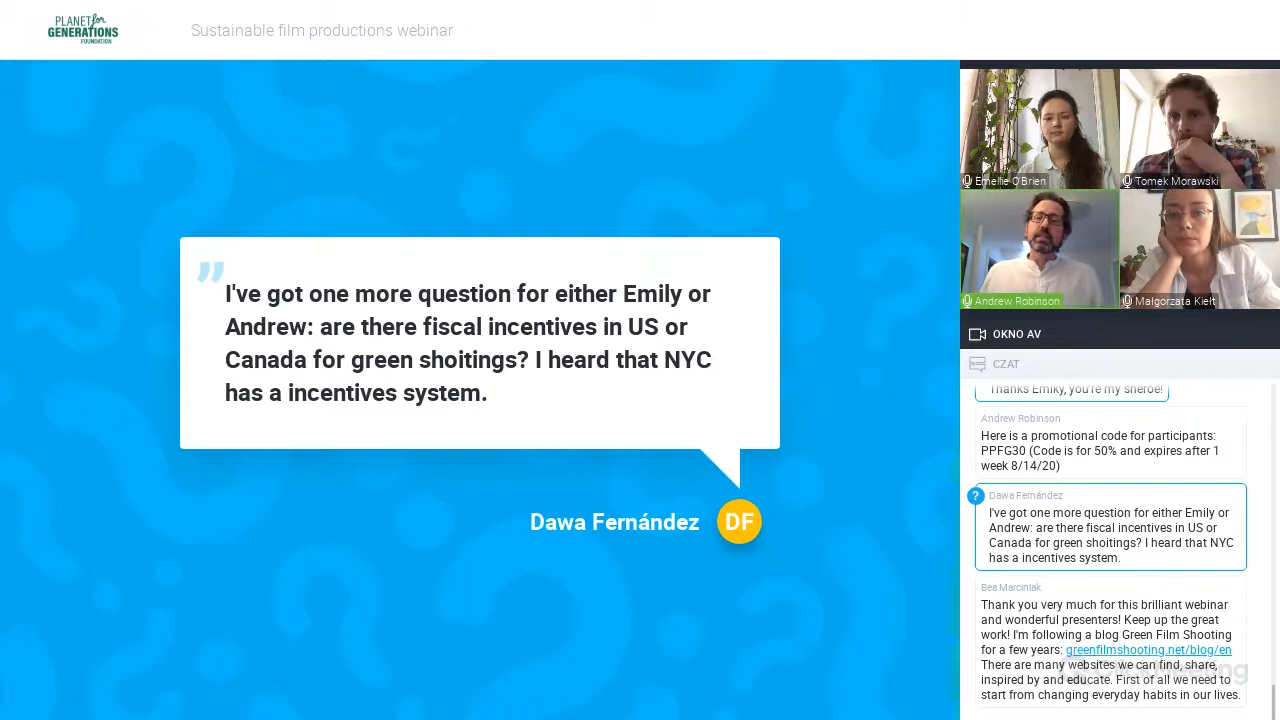 PLANET for
GENERATIONS
FOUNDATION
Sustainable film productions webinar
I've got one more question for either Emily or
Andrew: are there fiscal incentives in US or
Canada for green shoitings? I heard that NYC
has a incentives system.
Dawa Fernández
DF
Emellie O'Brien
Tomek Morawski
Andrew Robinson
Małgorzata Kiełt
OKNO AV
CZAT
Thanks Emiky, you're my sheroe!
Andrew Robinson
Here is a promotional code for participants:
PPFG30 (Code is for 50% and expires after 1
week 8/14/20)
?
Dawa Fernández
I've got one more question for either Emily or
Andrew: are there fiscal incentives in US or
Canada for green shoitings? I heard that NYC
has a incentives system.
Bea Marciniak
Thank you very much for this brilliant webinar
and wonderful presenters! Keep up the great
work! I'm following a blog Green Film Shooting
for a few years: greenfilmshooting.net/blog/en
There are many websites we can find, share,
inspired by and educate. First of all we need to
start from changing everyday habits in our lives.